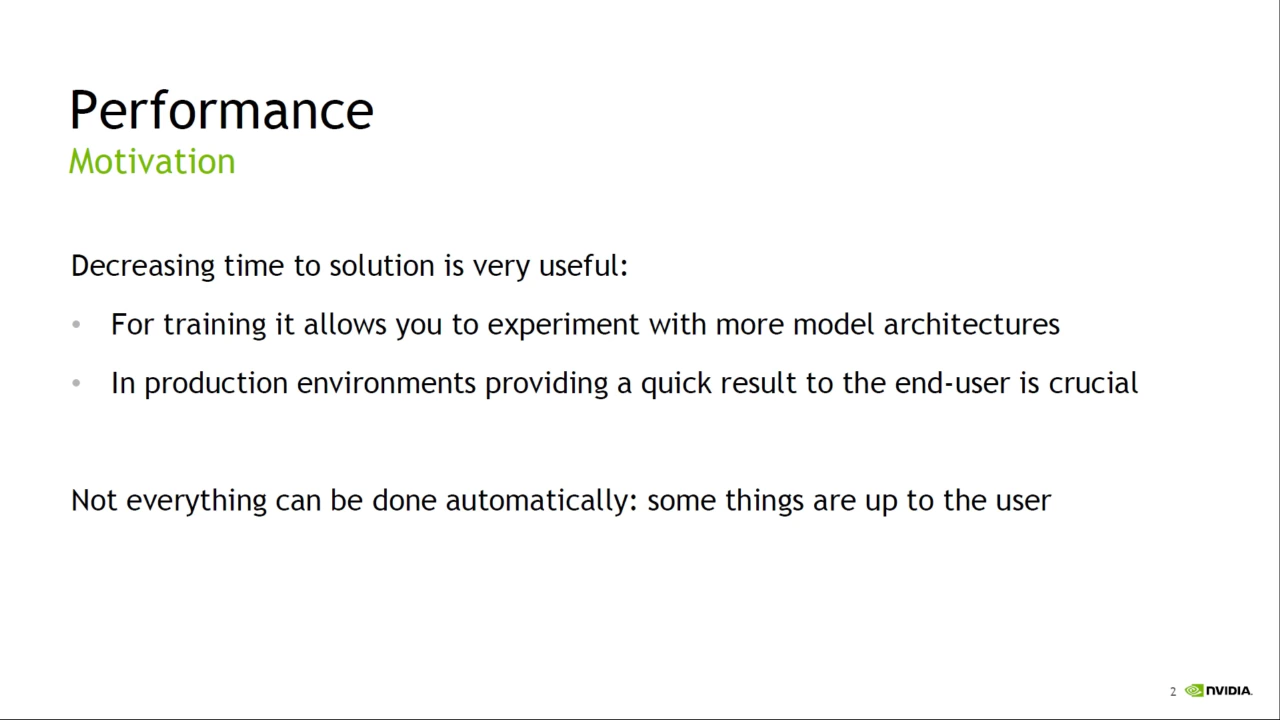 Performance
Motivation
Decreasing time to solution is very useful:
• For training it allows you to experiment with more model architectures
• In production environments providing a quick result to the end-user is crucial
Not everything can be done automatically: some things are up to the user
2 NVIDIA.